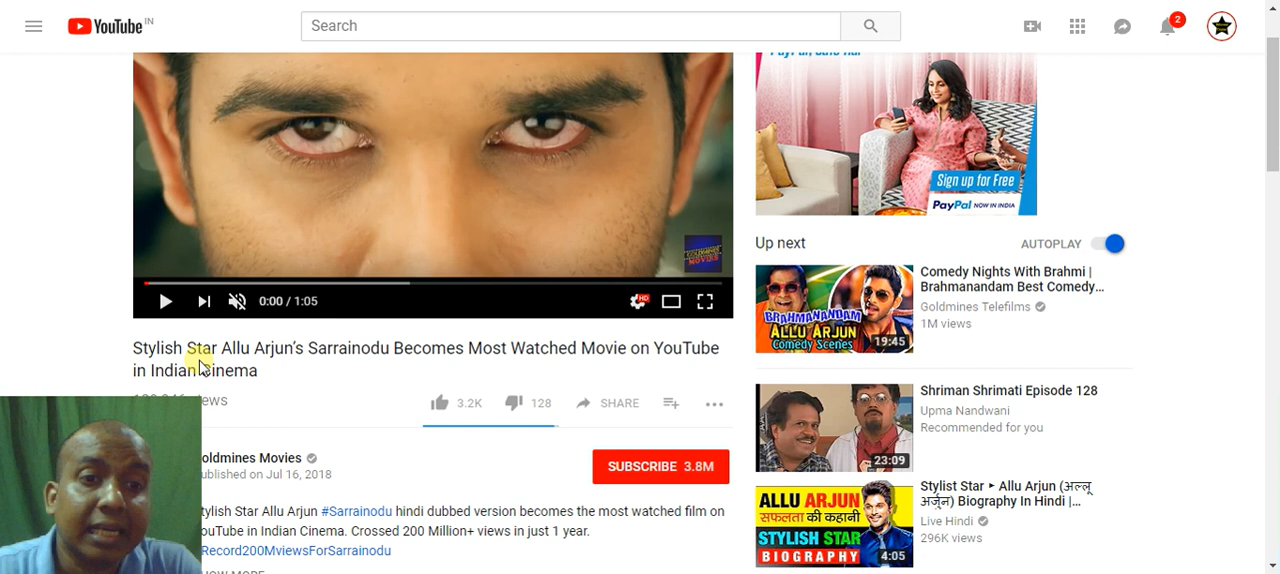 YouTube IN
Search
2
PayPal NOW IN INDIA
Sign up for Free
GOLDMINES
MOVIES
HD
0:00 / 1:05
Up next
AUTOPLAY
Comedy Nights With Brahmi |
Brahmanandam Best Comedy...
Goldmines Telefilms
1M views
BRAHMANANDAM
ALLU ARJUN
Comedy Scenes
19:45
Stylish Star Allu Arjun's Sarrainodu Becomes Most Watched Movie on YouTube
in Indian Cinema
views
3.2K
128
SHARE
Shriman Shrimati Episode 128
Upma Nandwani
Recommended for you
23:09
oldmines Movies
ublished on Jul 16, 2018
SUBSCRIBE 3.8M
tylish Star Allu Arjun #Sarrainodu hindi dubbed version becomes the most watched film on
ouTube in Indian Cinema. Crossed 200 Million+ views in just 1 year.
Record200MviewsForSarrainodu
Stylist Star ▸ Allu Arjun (अल्लू
अर्जुन) Biography In Hindi |...
Live Hindi
296K views
ALLU ARJUN
सफलता की कहानी
STYLISH STAR
BIOGRAPHY
4:05